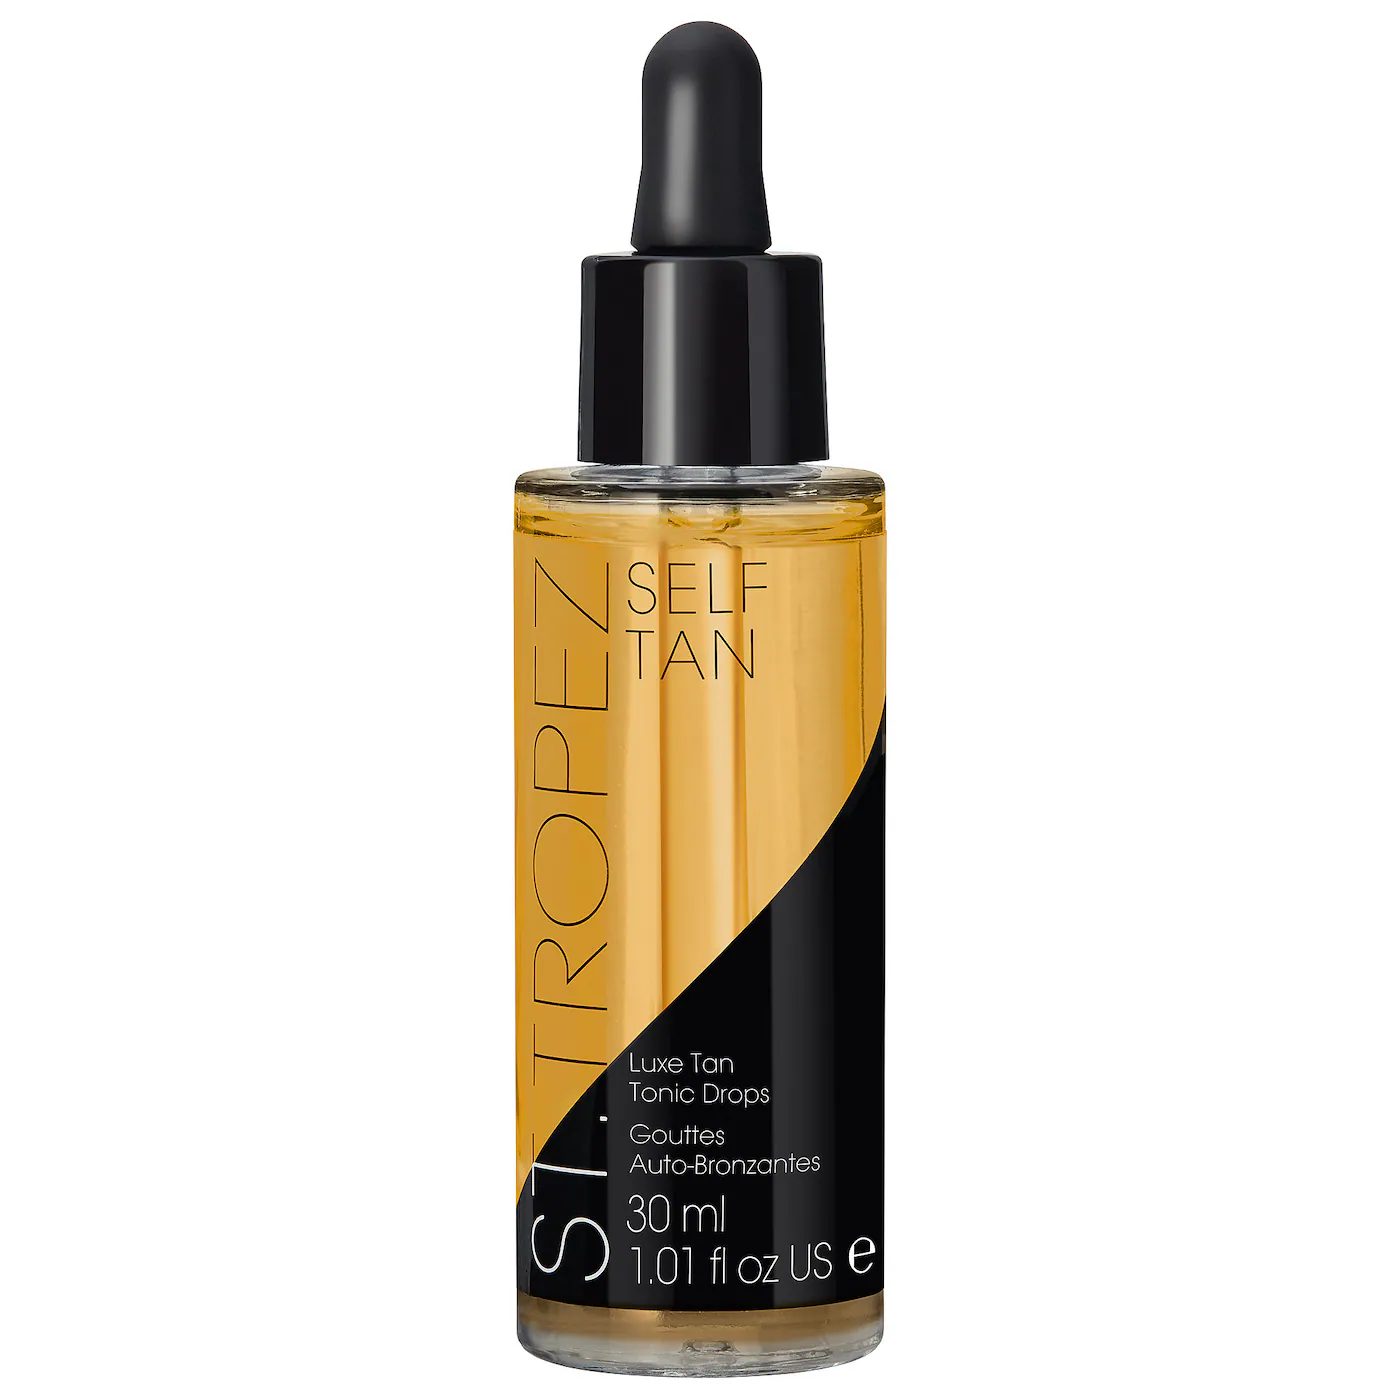 ST. TROPEZ
SELF
TAN
Luxe Tan
Tonic Drops
Gouttes
Auto-Bronzantes
30 ml
1.01 fl oz US e